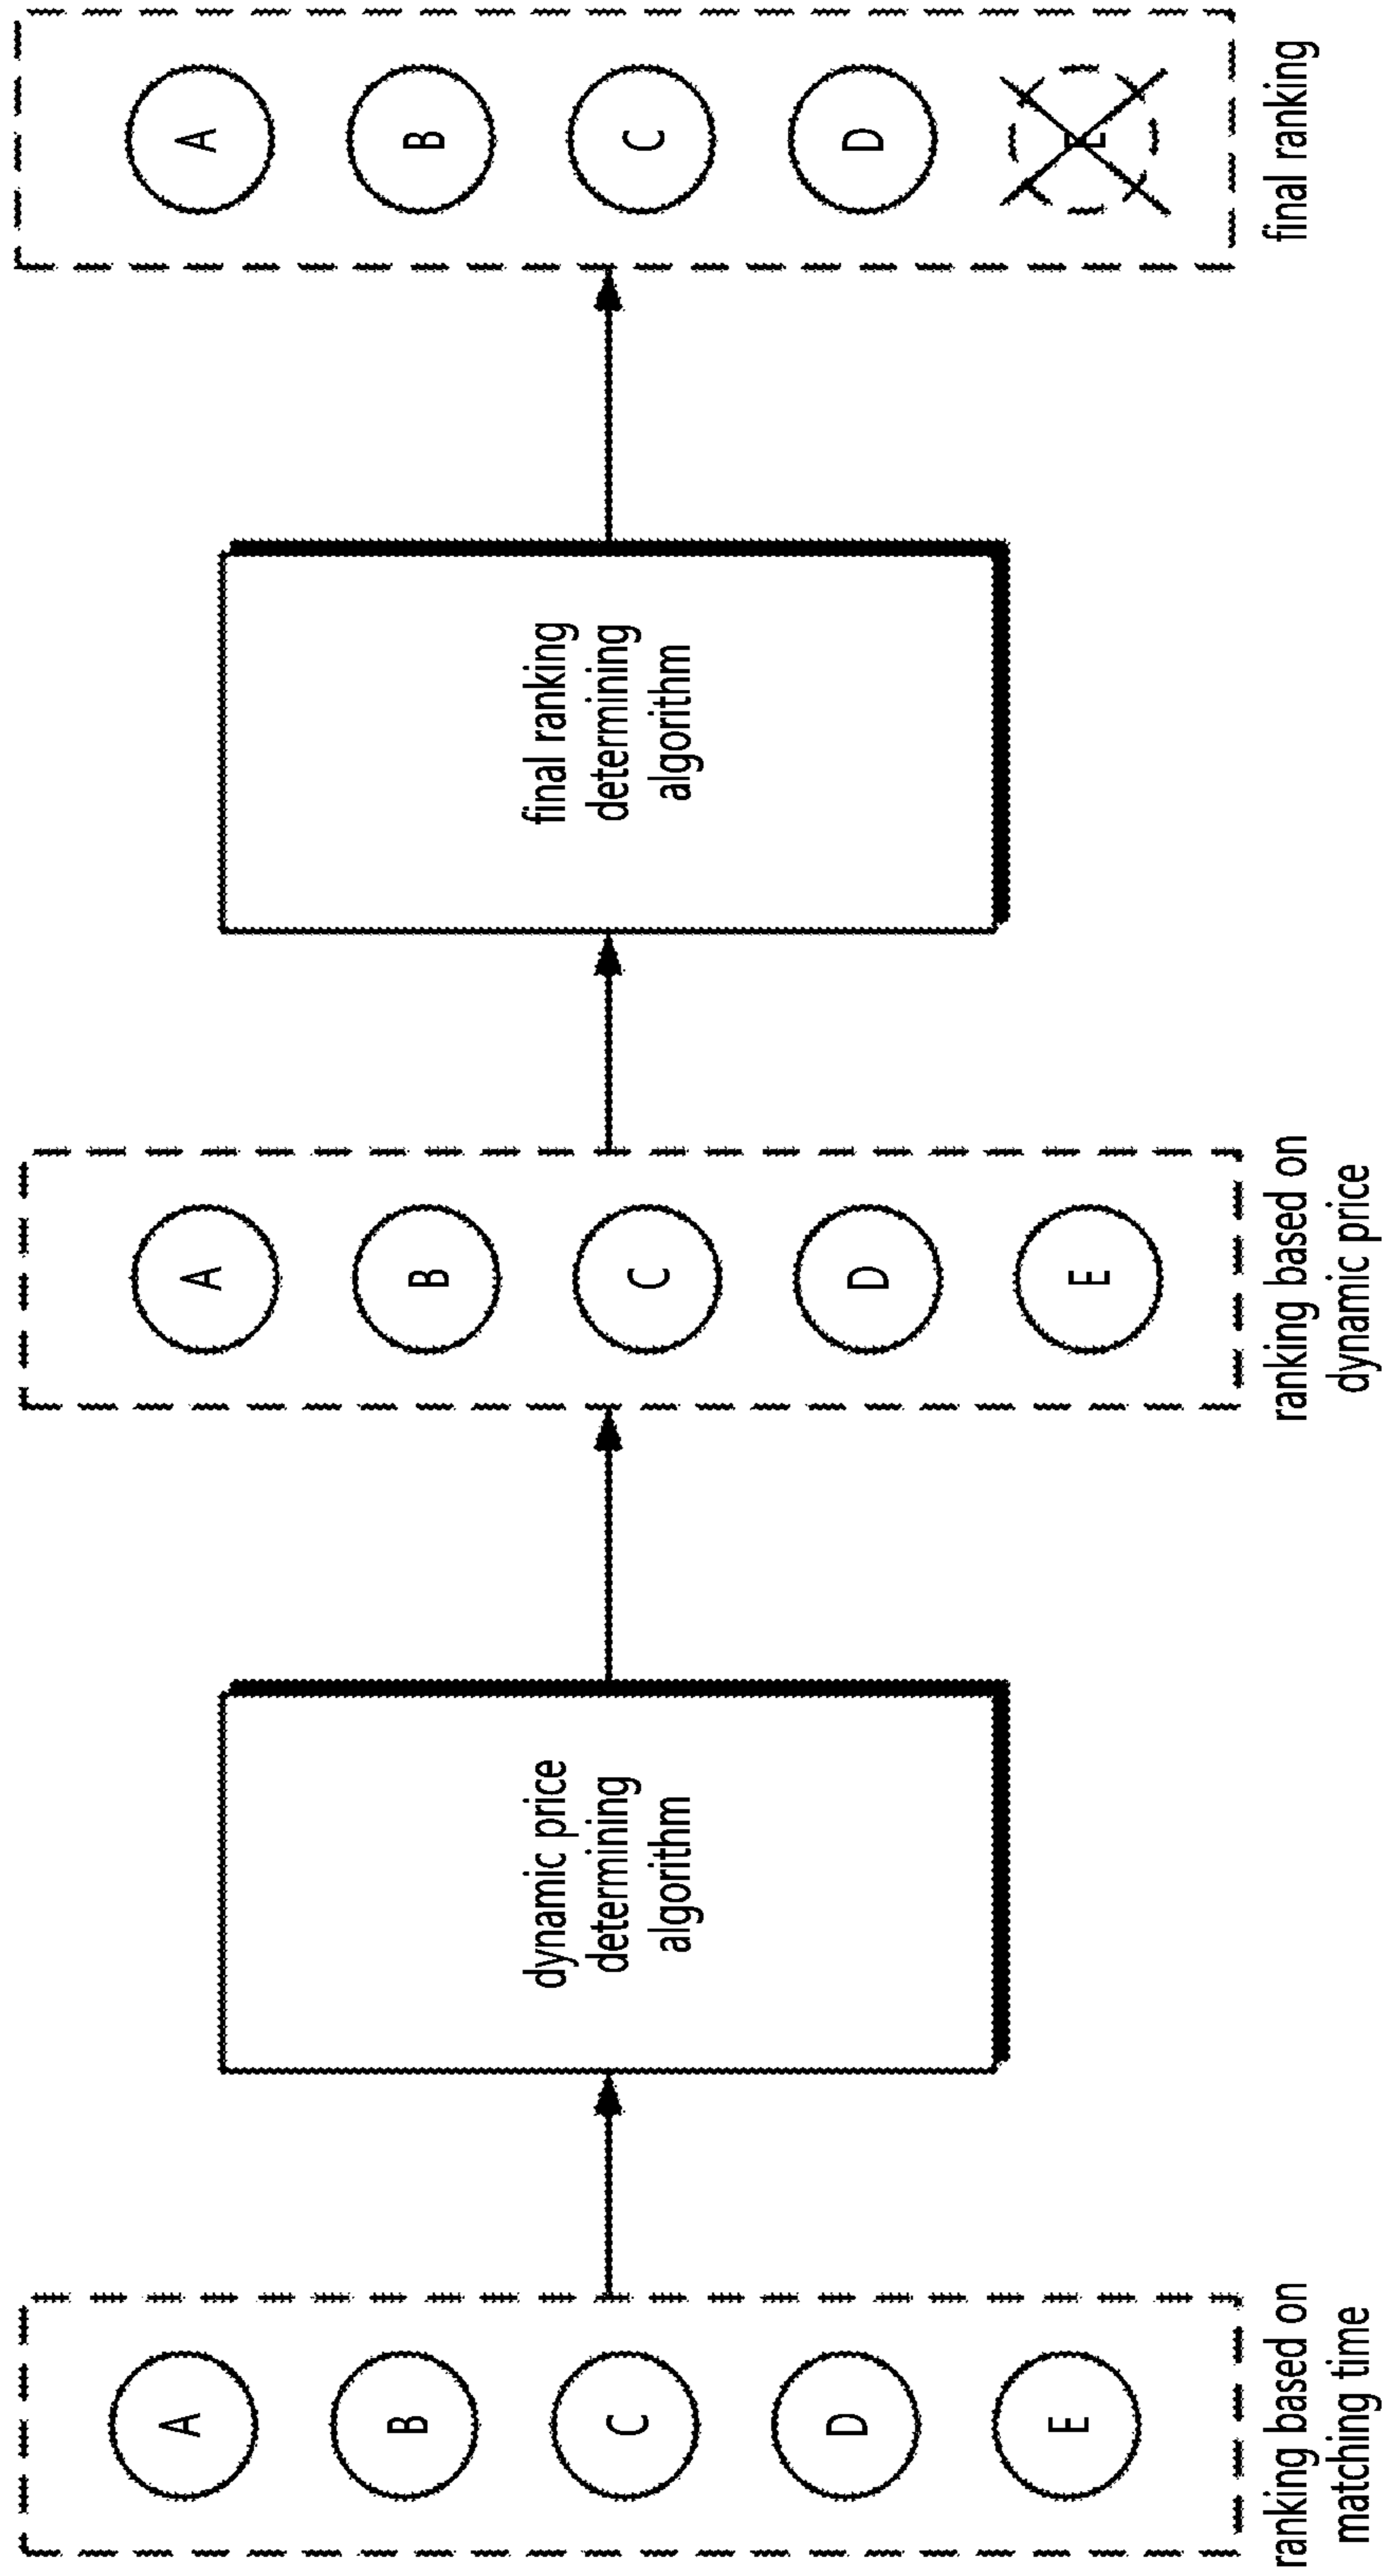 A
B
C
D
E
ranking based on
matching time
dynamic price
determining
algorithm
A
B
C
D
E
ranking based on
dynamic price
final ranking
determining
algorithm
A
B
C
D
E
final ranking